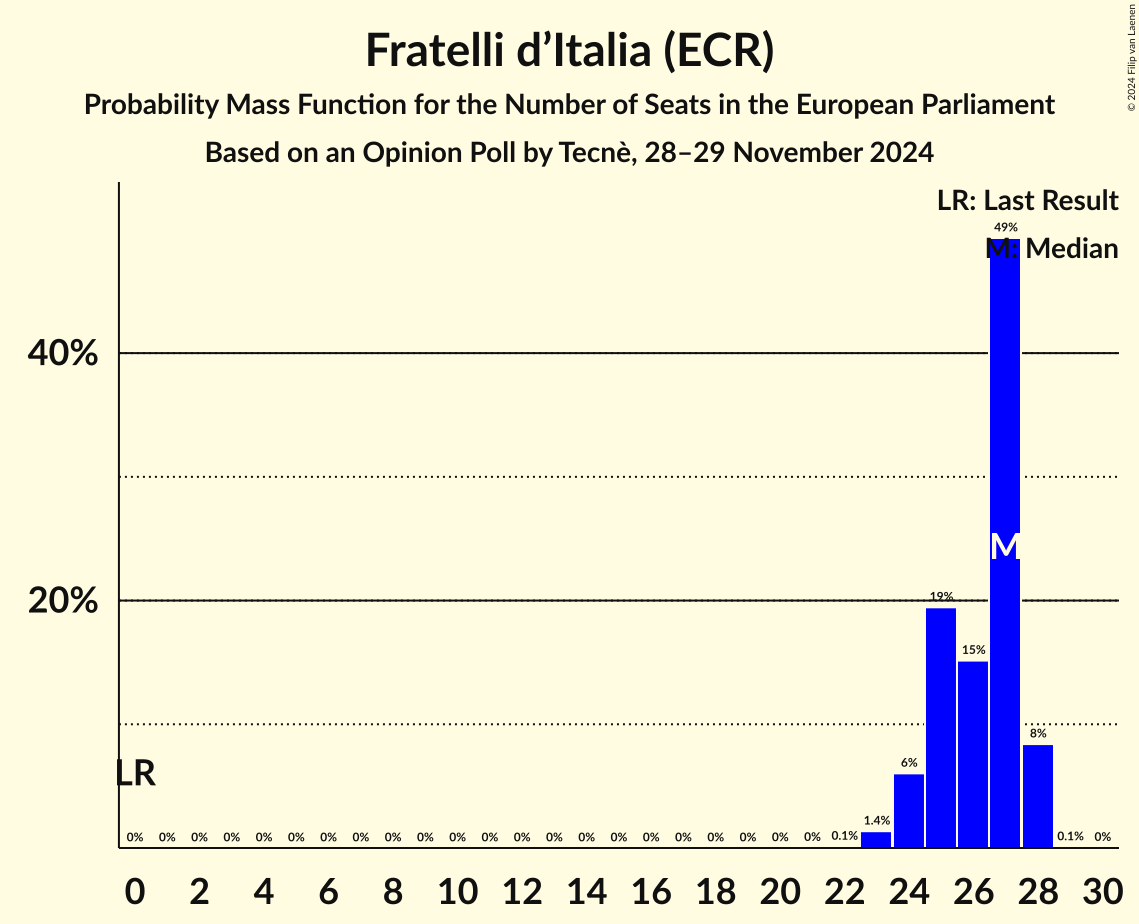 Fratelli d’Italia (ECR)
Probability Mass Function for the Number of Seats in the European Parliament
Based on an Opinion Poll by Tecnè, 28–29 November 2024
© 2024 Filip van Laenen
LR: Last Result
M: Median
49%
40%
M
20%
19%
15%
8%
6%
LR
1.4%
0% 0% 0% 0% 0% 0% 0% 0% 0% 0% 0% 0% 0% 0% 0% 0% 0% 0% 0% 0% 0% 0% 0.1% 0.1% 0%
0 2 4 6 8 10 12 14 16 18 20 22 24 26 28 30